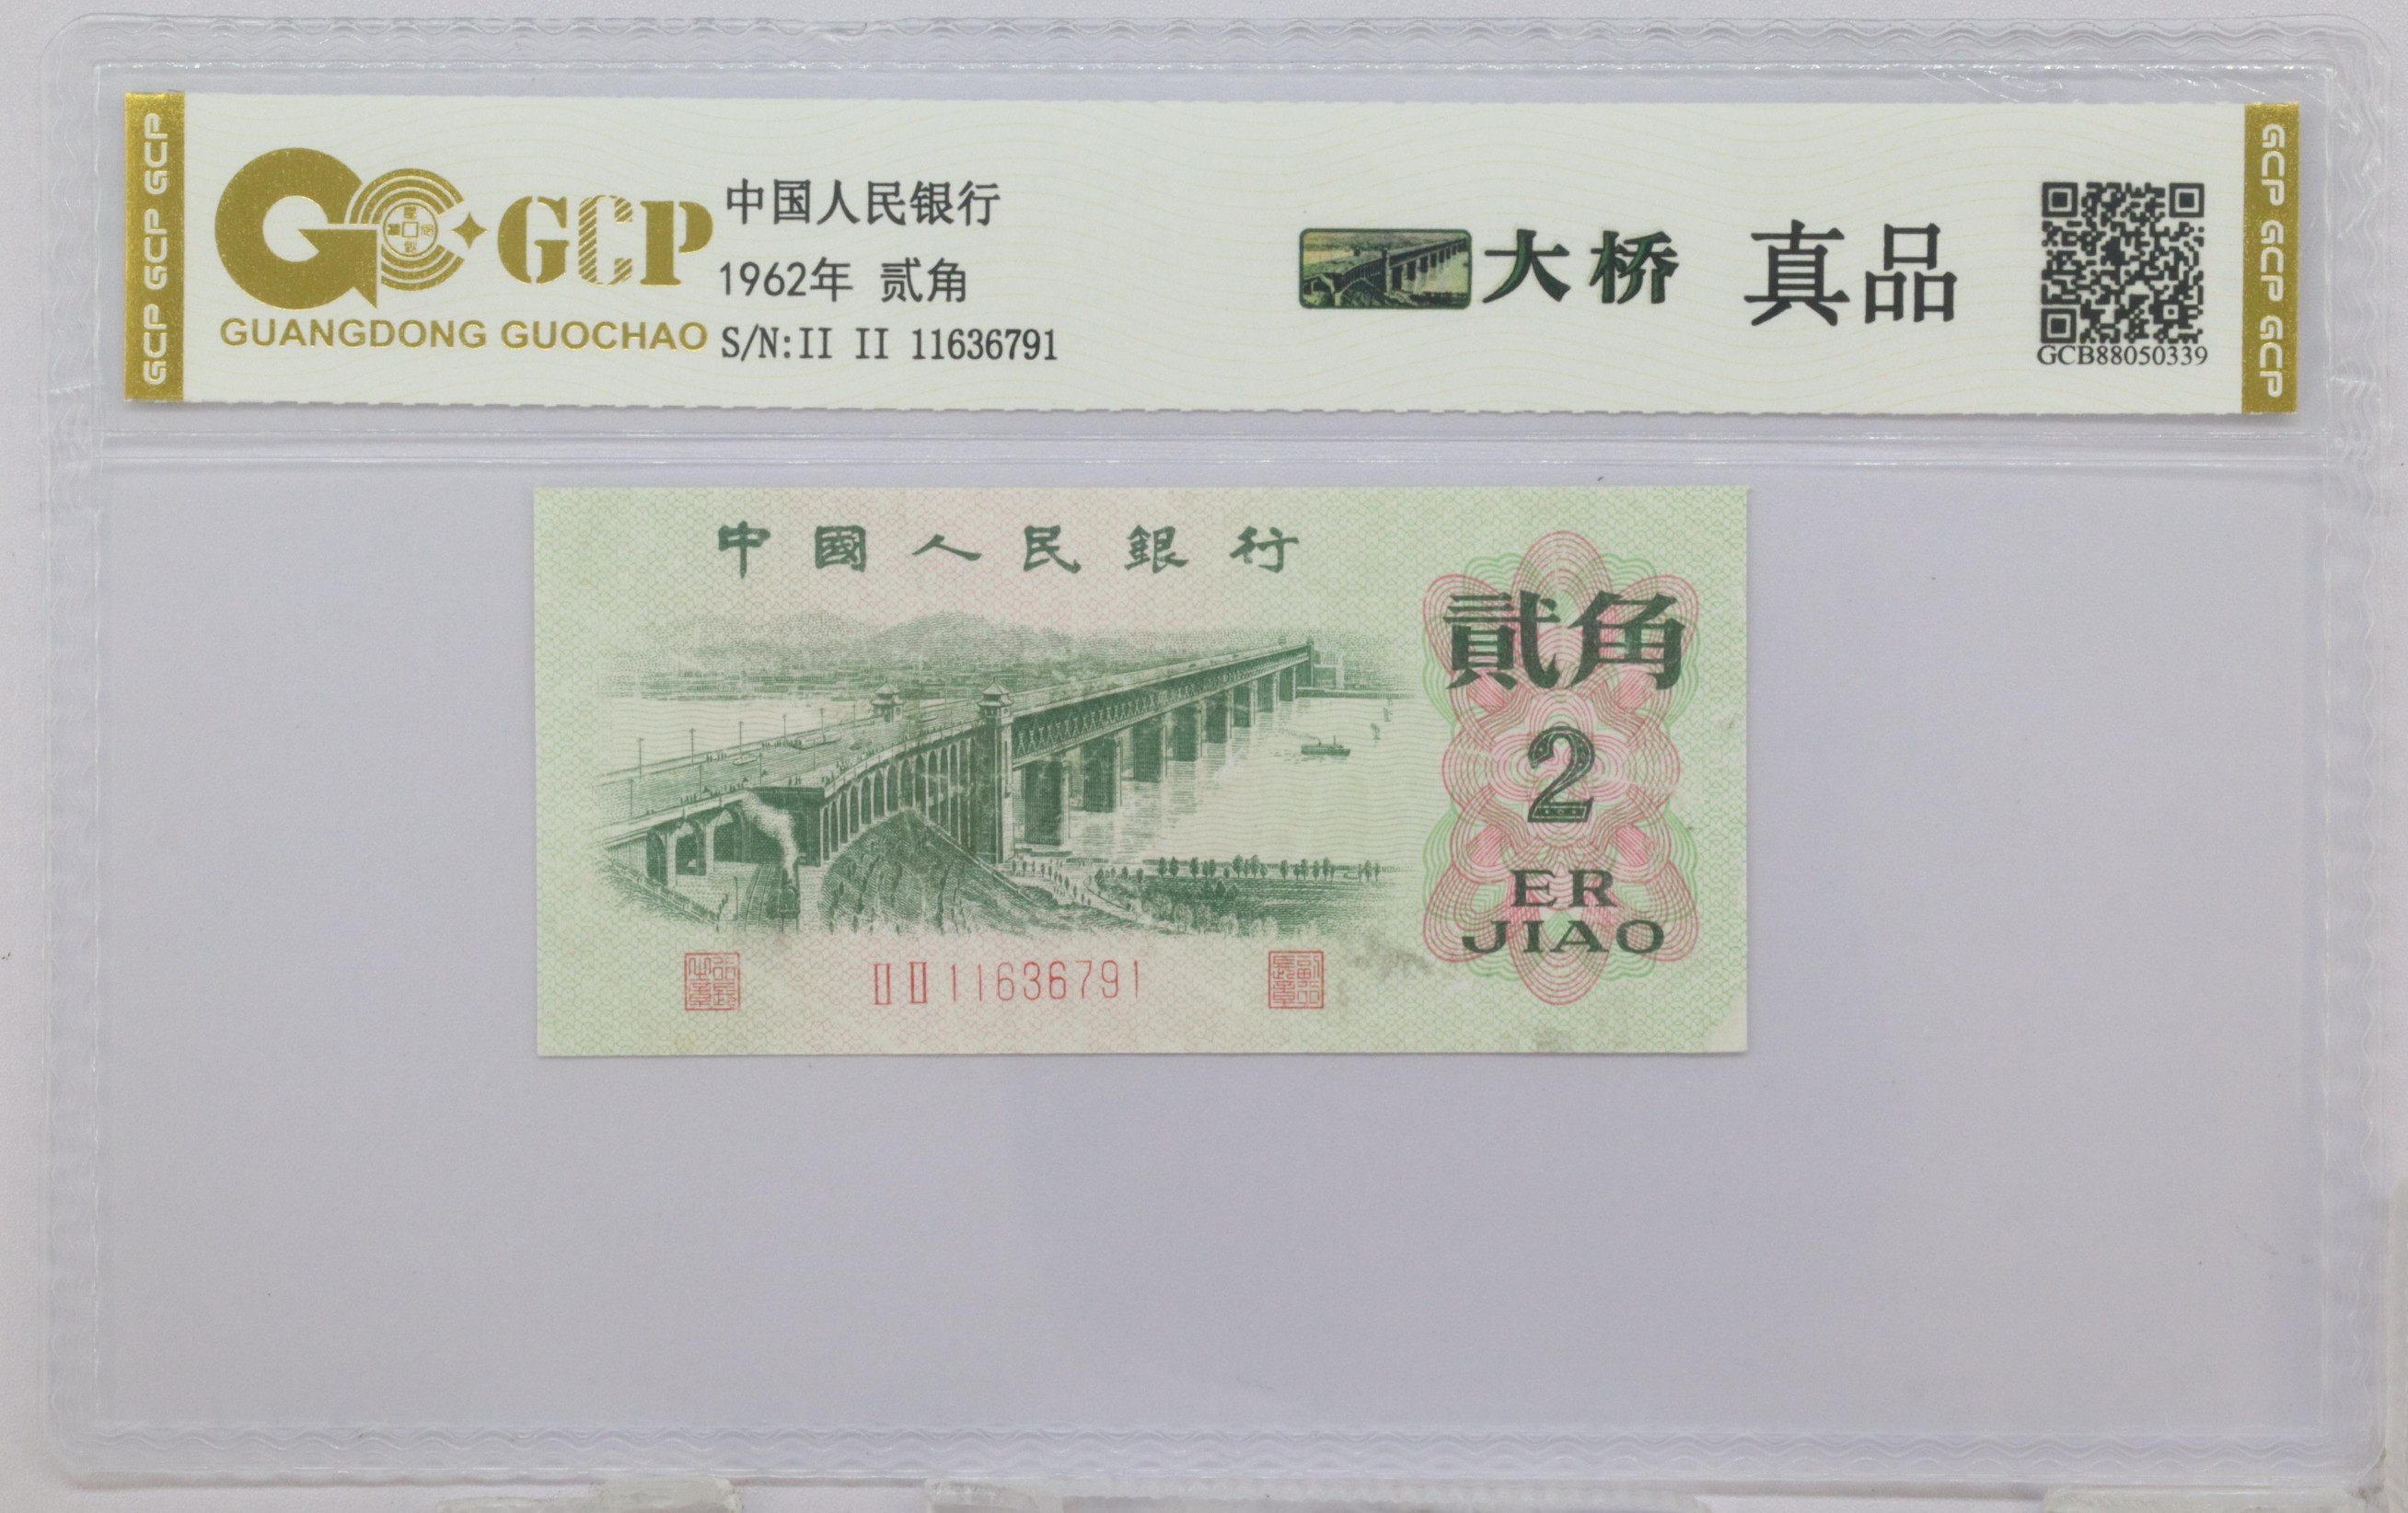 GCP GCP GCP
GCP
GUANGDONG GUOCHAO
中国人民银行
1962年 贰角
S/N:II II 11636791
大桥
真品
GCB88050339
GCP GCP GCP
中國人民銀行
貳角
2
ER
JIAO
II II 11636791